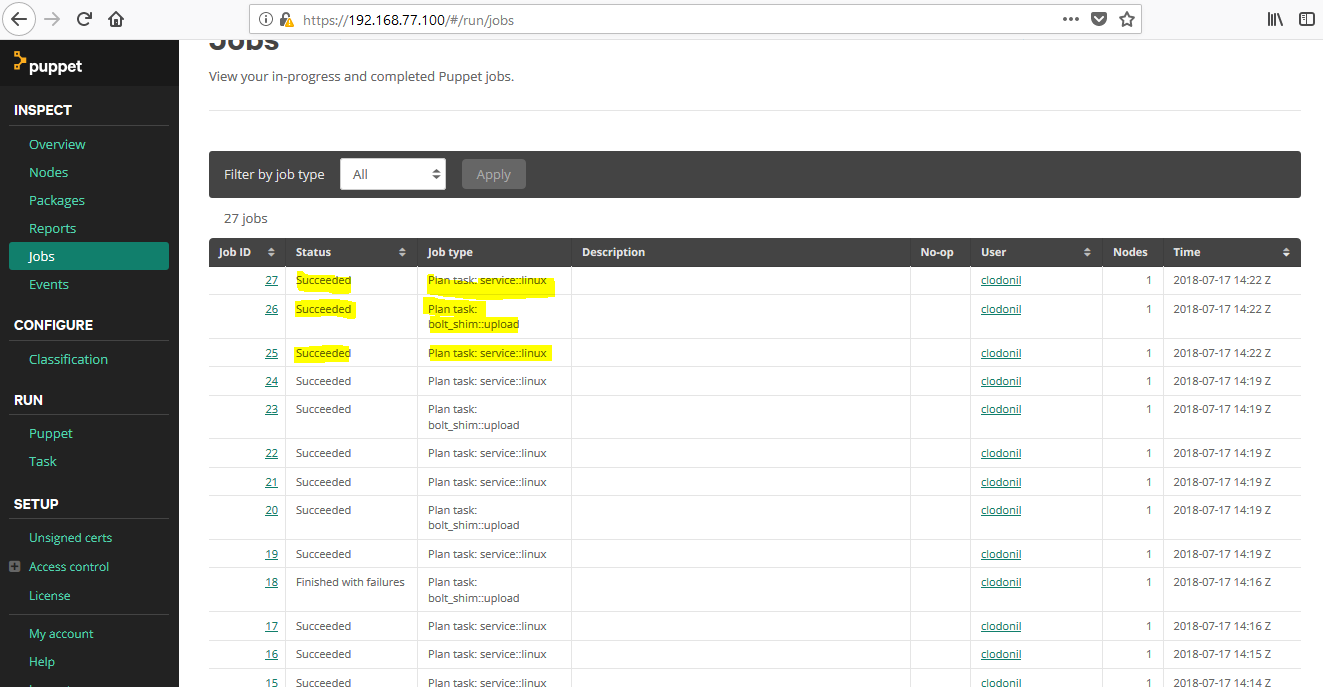 https://192.168.77.100/#/run/jobs
puppet
INSPECT
Overview
Nodes
Packages
Reports
Jobs
Events
CONFIGURE
Classification
RUN
Puppet
Task
SETUP
Unsigned certs
Access control
License
My account
Help
Jobs
View your in-progress and completed Puppet jobs.
Filter by job type All Apply
27 jobs
Job ID Status Job type Description No-op User Nodes Time
27 Succeeded Plan task: service::linux clodonil 1 2018-07-17 14:22 Z
26 Succeeded Plan task: clodonil 1 2018-07-17 14:22 Z
bolt_shim::upload
25 Succeeded Plan task: service::linux clodonil 1 2018-07-17 14:22 Z
24 Succeeded Plan task: service::linux clodonil 1 2018-07-17 14:19 Z
23 Succeeded Plan task: clodonil 1 2018-07-17 14:19 Z
bolt_shim::upload
22 Succeeded Plan task: service::linux clodonil 1 2018-07-17 14:19 Z
21 Succeeded Plan task: service::linux clodonil 1 2018-07-17 14:19 Z
20 Succeeded Plan task: clodonil 1 2018-07-17 14:19 Z
bolt_shim::upload
19 Succeeded Plan task: service::linux clodonil 1 2018-07-17 14:19 Z
18 Finished with failures Plan task: clodonil 1 2018-07-17 14:16 Z
bolt_shim::upload
17 Succeeded Plan task: service::linux clodonil 1 2018-07-17 14:16 Z
16 Succeeded Plan task: service::linux clodonil 1 2018-07-17 14:15 Z
15 Succeeded Plan task: service::linux clodonil 1 2018-07-17 14:14 Z